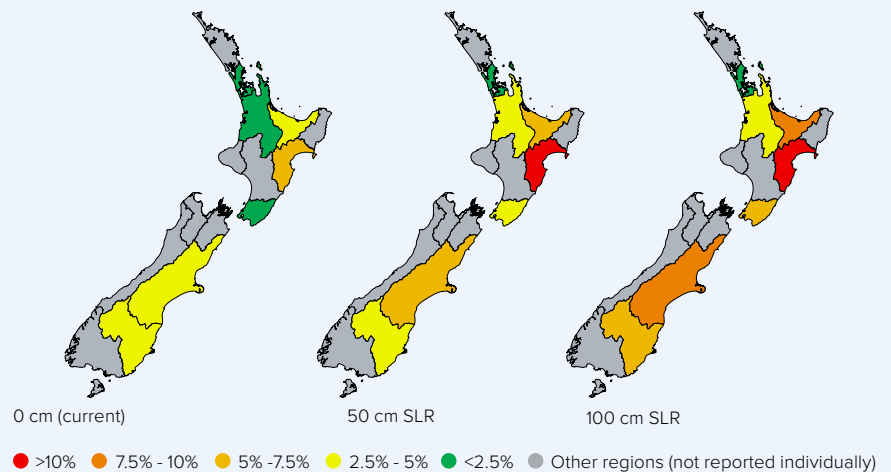 0 cm (current) 50 cm SLR 100 cm SLR
>10% 7.5% - 10% 5% -7.5% 2.5% - 5% <2.5% Other regions (not reported individually)